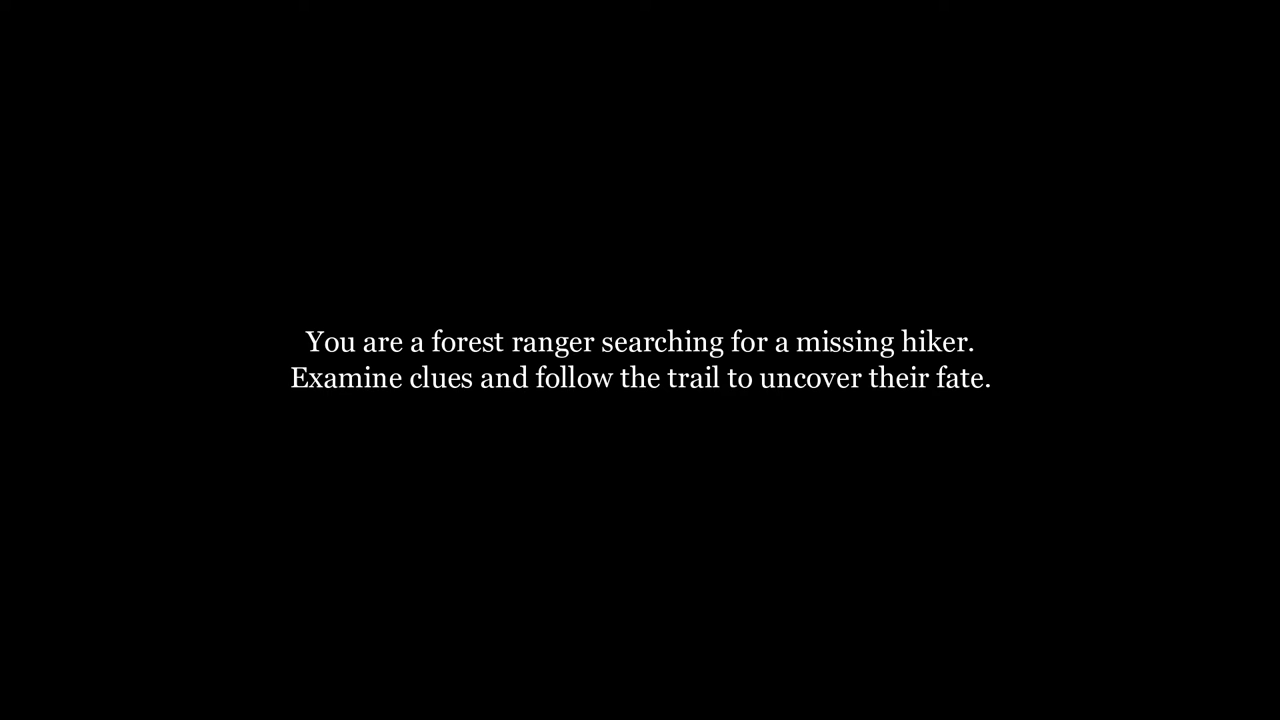 You are a forest ranger searching for a missing hiker.
Examine clues and follow the trail to uncover their fate.